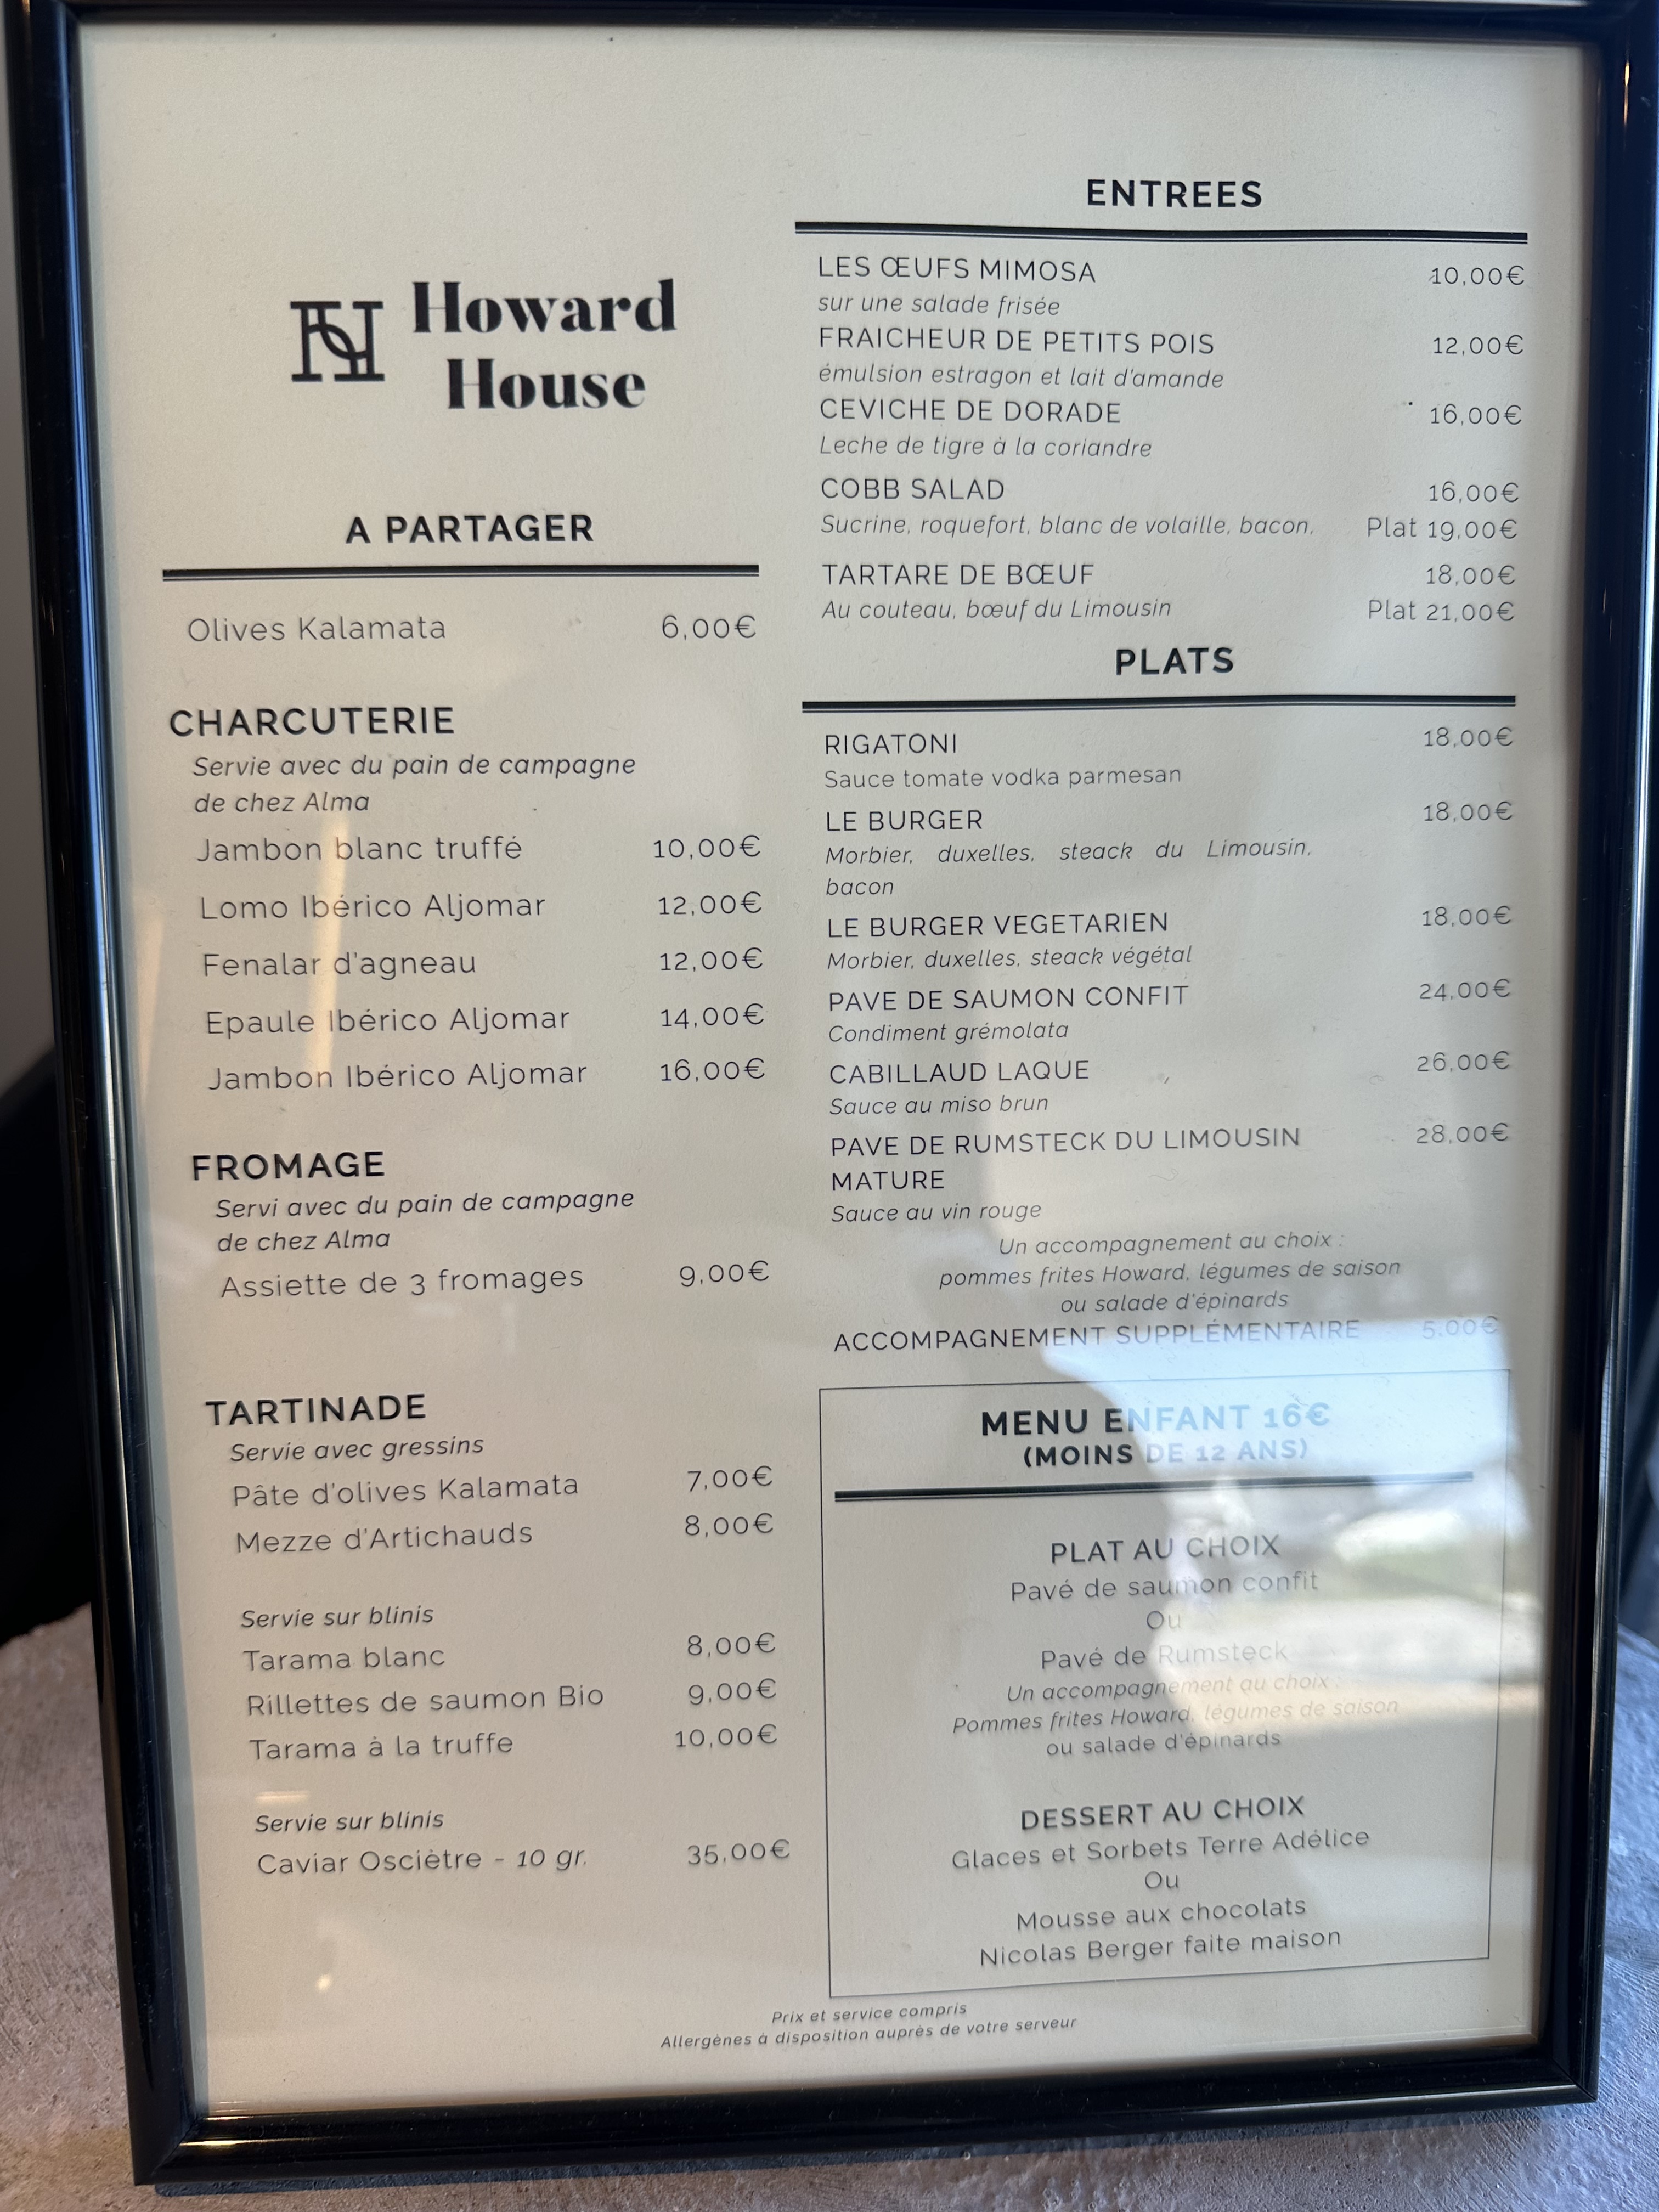 Howard
House
A PARTAGER
Olives Kalamata 6,00€
CHARCUTERIE
Servie avec du pain de campagne
de chez Alma
Jambon blanc truffé 10,00€
Lomo Ibérico Aljomar 12,00€
Fenalar d'agneau 12,00€
Epaule Ibérico Aljomar 14,00€
Jambon Ibérico Aljomar 16,00€
FROMAGE
Servi avec du pain de campagne
de chez Alma
Assiette de 3 fromages 9,00€
TARTINADE
Servie avec gressins
Pâte d'olives Kalamata 7,00€
Mezze d'Artichauds 8,00€
Servie sur blinis
Tarama blanc 8,00€
Rillettes de saumon Bio 9,00€
Tarama à la truffe 10,00€
Servie sur blinis
Caviar Osciètre - 10 gr. 35,00€
ENTREES
LES ŒUFS MIMOSA 10,00€
sur une salade frisée
FRAICHEUR DE PETITS POIS 12,00€
émulsion estragon et lait d'amande
CEVICHE DE DORADE 16,00€
Leche de tigre à la coriandre
COBB SALAD 16,00€
Sucrine, roquefort, blanc de volaille, bacon, Plat 19,00€
TARTARE DE BŒUF 18,00€
Au couteau, bœuf du Limousin Plat 21,00€
PLATS
RIGATONI 18,00€
Sauce tomate vodka parmesan
LE BURGER 18,00€
Morbier, duxelles, steack du Limousin,
bacon
LE BURGER VEGETARIEN 18,00€
Morbier, duxelles, steack végétal
PAVE DE SAUMON CONFIT 24,00€
Condiment grémolata
CABILLAUD LAQUE 26,00€
Sauce au miso brun
PAVE DE RUMSTECK DU LIMOUSIN 28,00€
MATURE
Sauce au vin rouge
Un accompagnement au choix :
pommes frites Howard, légumes de saison
ou salade d'épinards
ACCOMPAGNEMENT SUPPLÉMENTAIRE 5,00€
MENU ENFANT 16€
(MOINS DE 12 ANS)
PLAT AU CHOIX
Pavé de saumon confit
Ou
Pavé de Rumsteck
Un accompagnement au choix :
Pommes frites Howard, légumes de saison
ou salade d'épinards
DESSERT AU CHOIX
Glaces et Sorbets Terre Adélice
Ou
Mousse aux chocolats
Nicolas Berger faite maison
Prix et service compris
Allergènes à disposition auprès de votre serveur